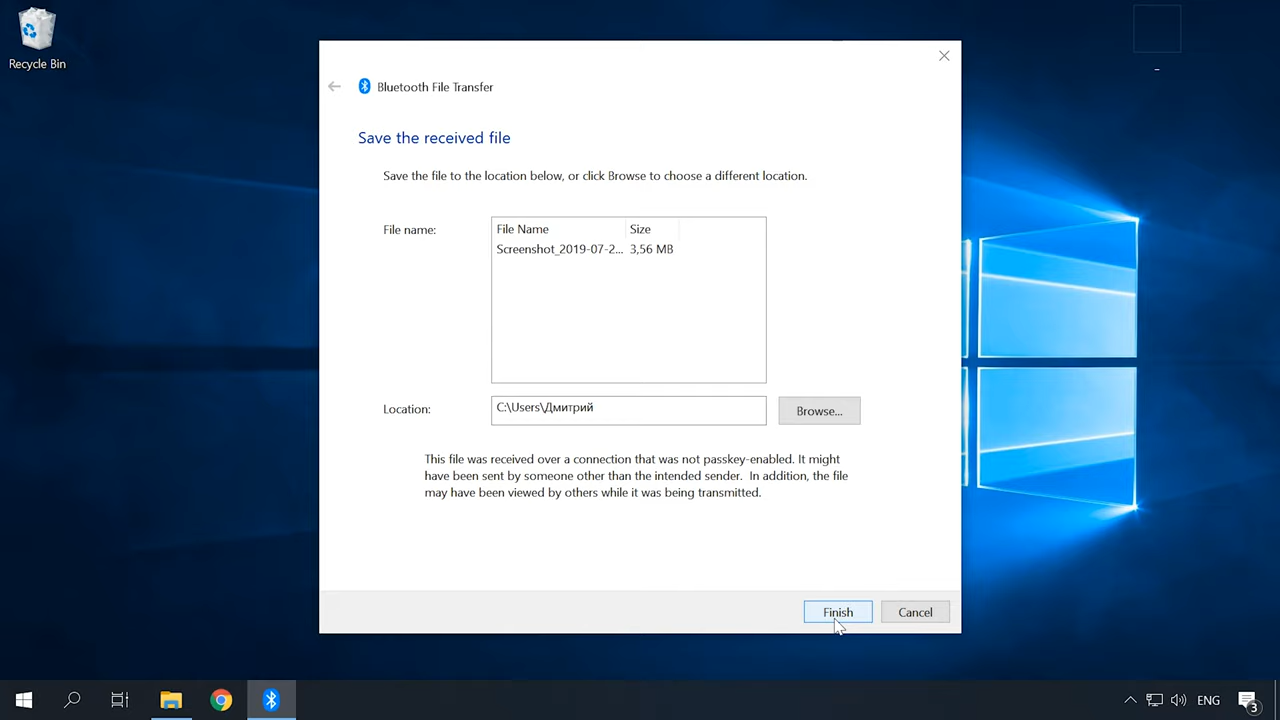 Recycle Bin
Bluetooth File Transfer
Save the received file
Save the file to the location below, or click Browse to choose a different location.
File name:
File Name Size
Screenshot_2019-07-2... 3,56 MB
Location:
C:\Users\Дмитрий
Browse...
This file was received over a connection that was not passkey-enabled. It might
have been sent by someone other than the intended sender.  In addition, the file
may have been viewed by others while it was being transmitted.
Finish Cancel
ENG 3